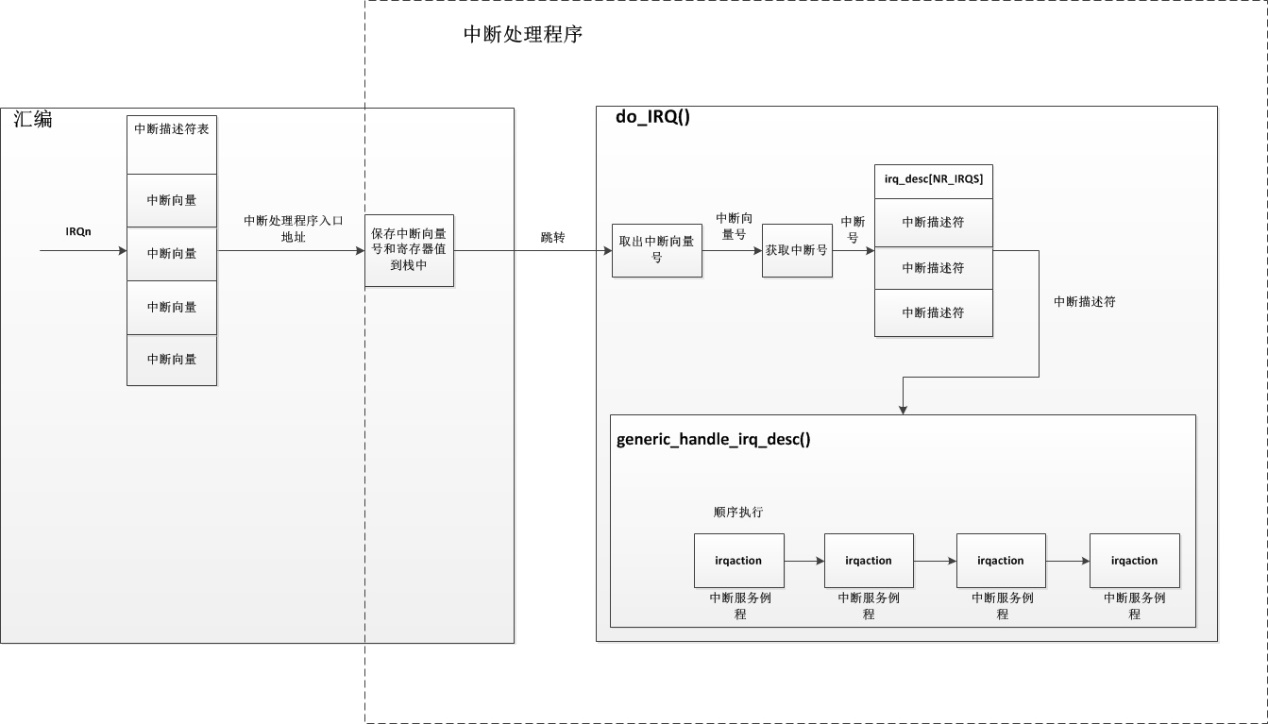 中断处理程序
汇编
中断描述符表
中断向量
中断向量
中断向量
中断向量
IRQn
中断处理程序入口
地址
保存中断向量
号和寄存器值
到栈中
跳转
do_IRQ()
取出中断向量
号
中断向
量号
获取中断号
中断
号
irq_desc[NR_IRQS]
中断描述符
中断描述符
中断描述符
中断描述符
generic_handle_irq_desc()
顺序执行
irqaction
irqaction
irqaction
irqaction
中断服务例
程
中断服务例
程
中断服务例
程
中断服务例
程